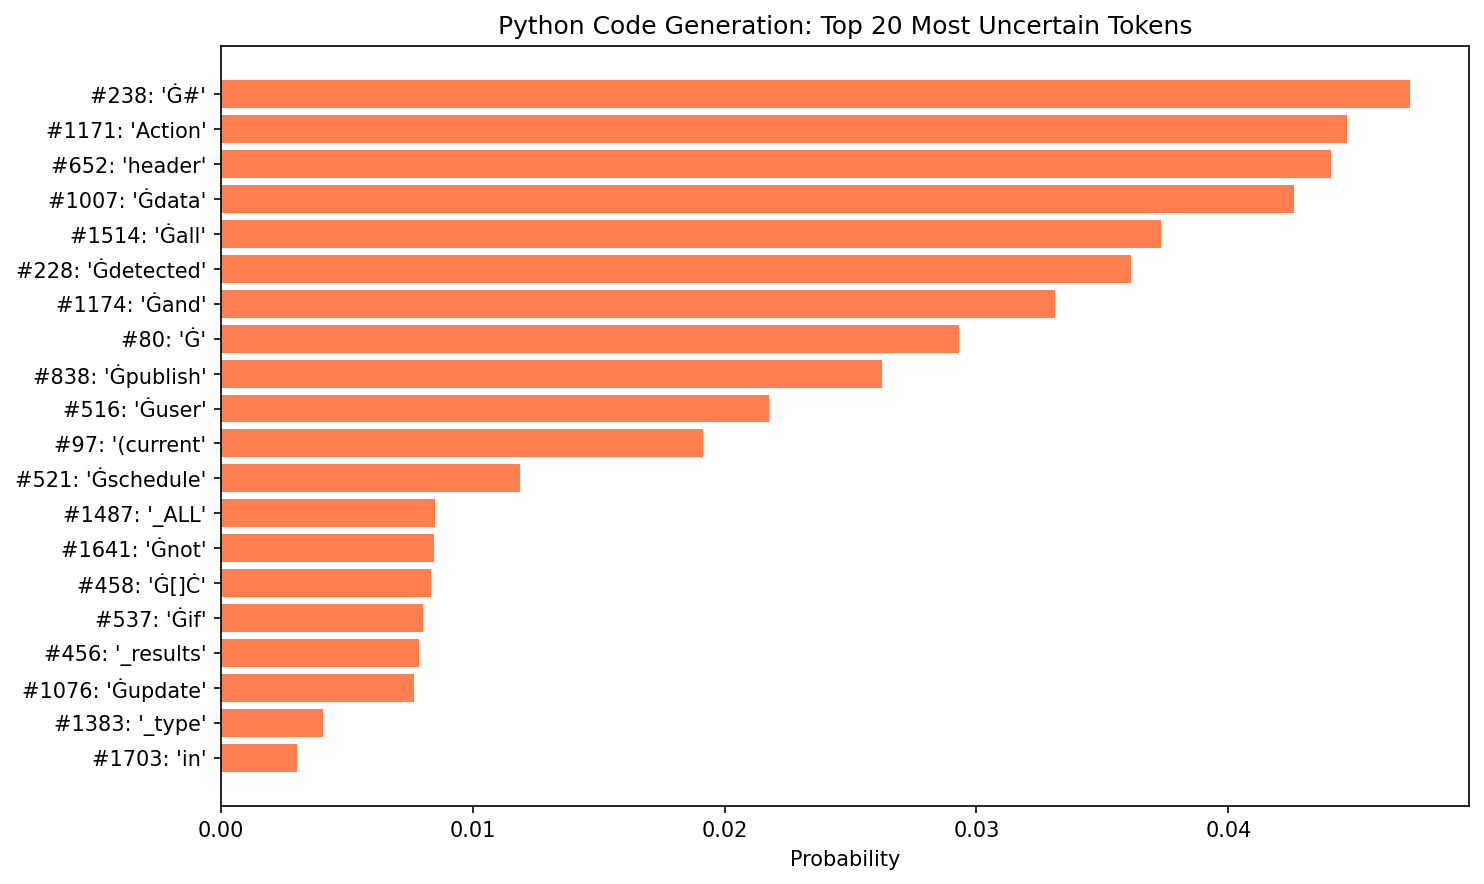 Python Code Generation: Top 20 Most Uncertain Tokens
#238: 'Ġ#'
#1171: 'Action'
#652: 'header'
#1007: 'Ġdata'
#1514: 'Ġall'
#228: 'Ġdetected'
#1174: 'Ġand'
#80: 'Ġ'
#838: 'Ġpublish'
#516: 'Ġuser'
#97: '(current'
#521: 'Ġschedule'
#1487: '_ALL'
#1641: 'Ġnot'
#458: 'Ġ[]Ċ'
#537: 'Ġif'
#456: '_results'
#1076: 'Ġupdate'
#1383: '_type'
#1703: 'in'
0.00 0.01 0.02 0.03 0.04
Probability